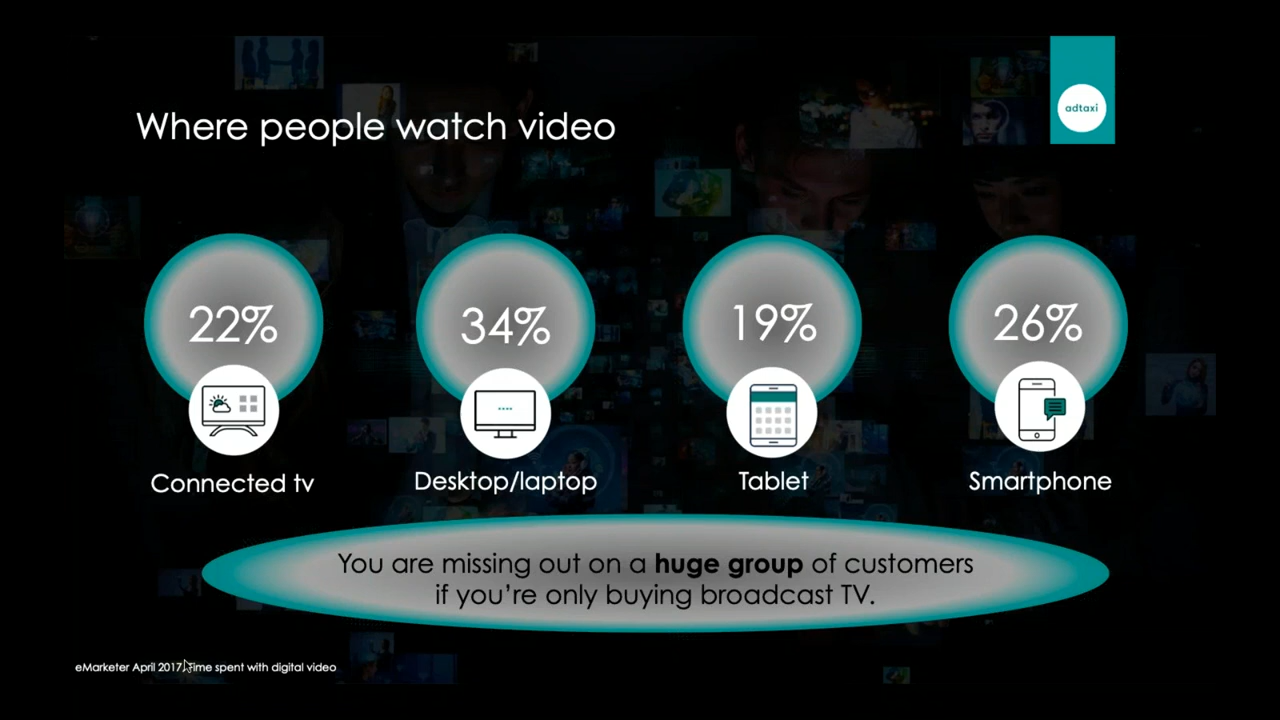 adtaxi
Where people watch video
22%
34%
19%
26%
Connected tv
Desktop/laptop
Tablet
Smartphone
You are missing out on a huge group of customers
if you’re only buying broadcast TV.
eMarketer April 2017, Time spent with digital video